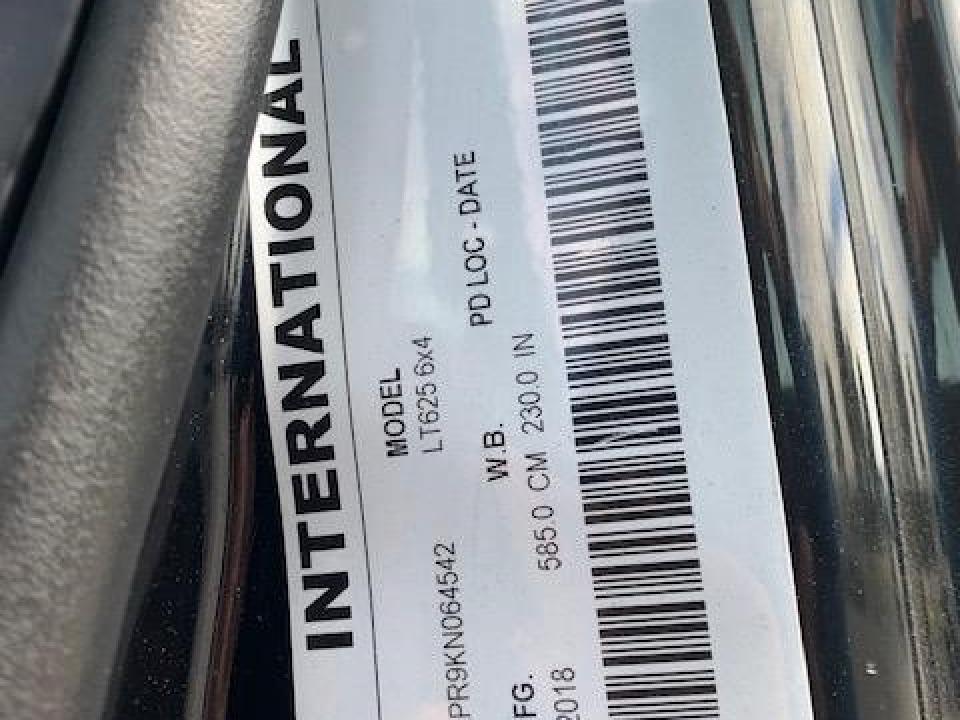 INTERNATIONAL
MODEL
PR9KN064542 LT625 6x4
FG. W.B. PD LOC - DATE
2018 585.0 CM 230.0 IN